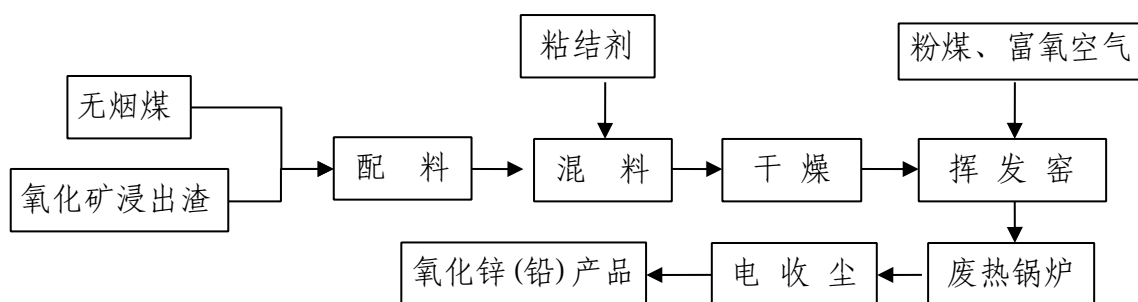 粘结剂
粉煤、富氧空气
无烟煤
配 料
混 料
干 燥
挥 发 窑
氧化矿浸出渣
氧化锌(铅)产品
电 收 尘
废热锅炉